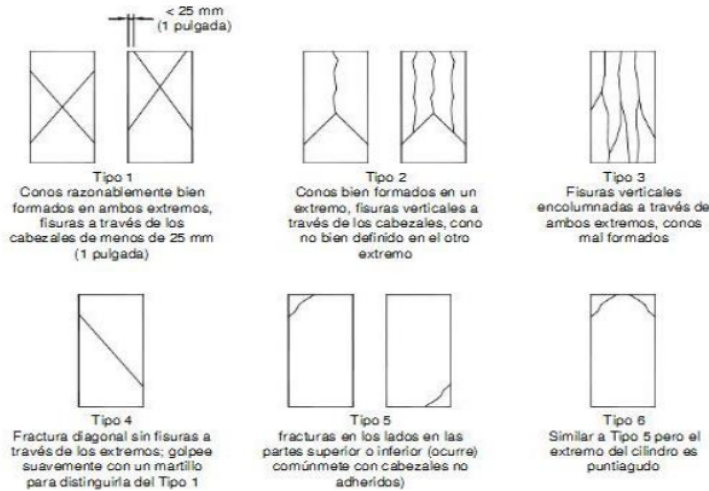 < 25 mm
(1 pulgada)
Tipo 1
Conos razonablemente bien
formados en ambos extremos,
fisuras a través de los
cabezales de menos de 25 mm
(1 pulgada)
Tipo 2
Conos bien formados en un
extremo, fisuras verticales a
través de los cabezales, cono
no bien definido en el otro
extremo
Tipo 3
Fisuras verticales
encolumnadas a través de
ambos extremos, conos
mal formados
Tipo 4
Fractura diagonal sin fisuras a
través de los extremos; golpee
suavemente con un martillo
para distinguirla del Tipo 1
Tipo 5
fracturas en los lados en las
partes superior o inferior (ocurre)
comúnmete con cabezales no
adheridos)
Tipo 6
Similar a Tipo 5 pero el
extremo del cilindro es
puntiagudo